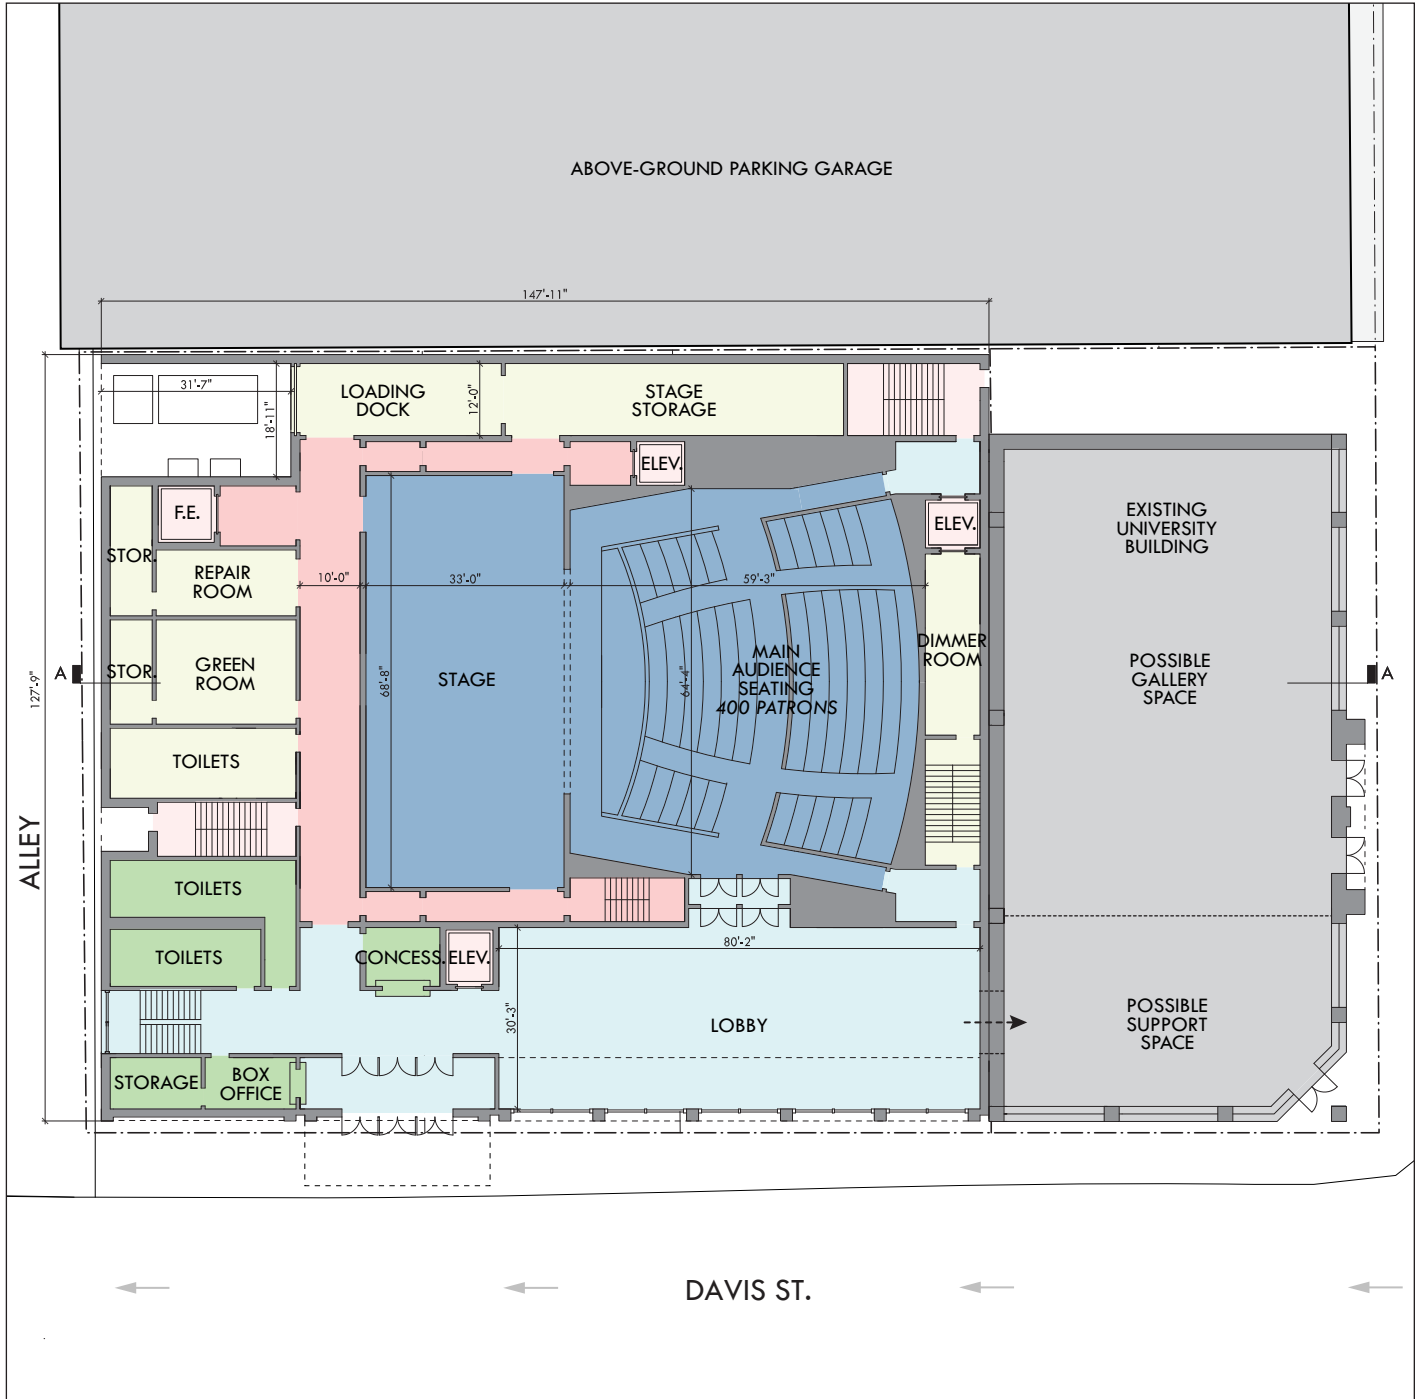 ABOVE-GROUND PARKING GARAGE
147'-11"
31'-7"
18'-11"
LOADING
DOCK
12'-0"
STAGE
STORAGE
ELEV.
F.E.
ELEV.
STOR.
REPAIR
ROOM
10'-0"
33'-0"
59'-3"
EXISTING
UNIVERSITY
BUILDING
STOR.
GREEN
ROOM
STAGE
68'-8"
64'-4"
MAIN
AUDIENCE
SEATING
400 PATRONS
DIMMER
ROOM
POSSIBLE
GALLERY
SPACE
A
A
127'-9"
TOILETS
ALLEY
TOILETS
TOILETS
CONCESS.
ELEV.
80'-2"
30'-3"
LOBBY
POSSIBLE
SUPPORT
SPACE
STORAGE
BOX
OFFICE
DAVIS ST.